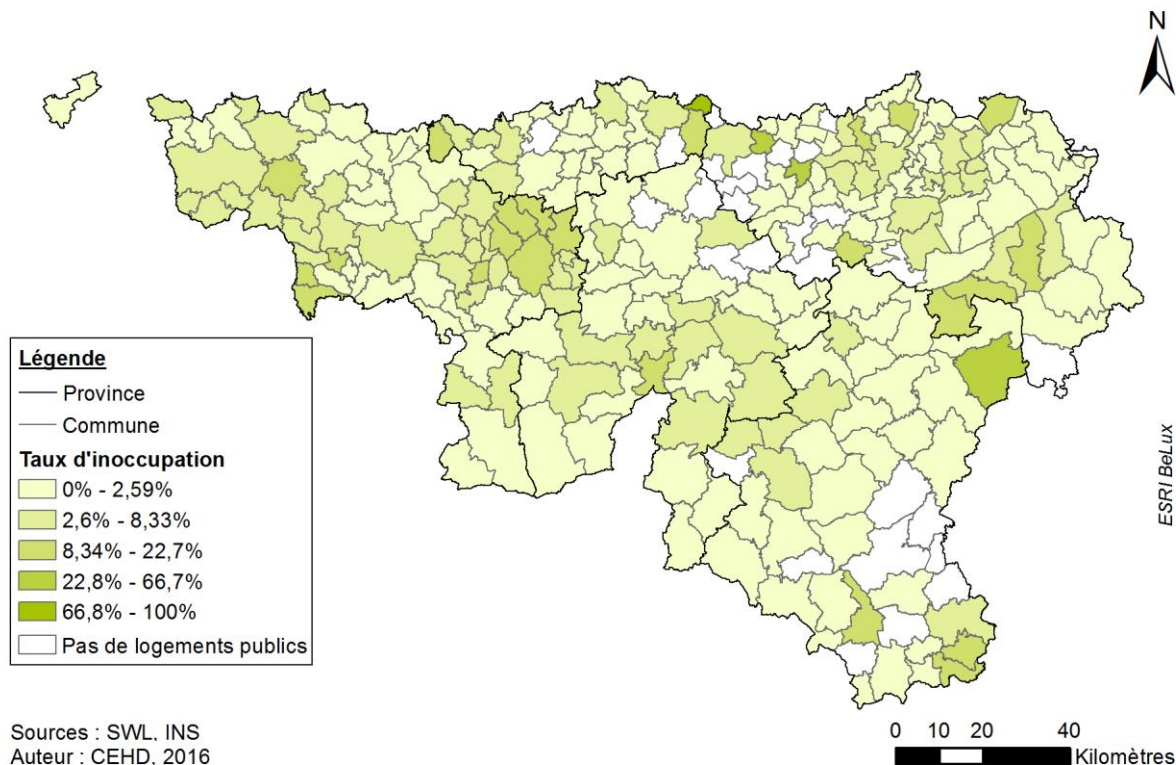 N
Légende
Province
Commune
Taux d'inoccupation
0% - 2,59%
2,6% - 8,33%
8,34% - 22,7%
22,8% - 66,7%
66,8% - 100%
Pas de logements publics
ESRI BeLux
Sources : SWL, INS
Auteur : CEHD, 2016
0 10 20 40
Kilomètres